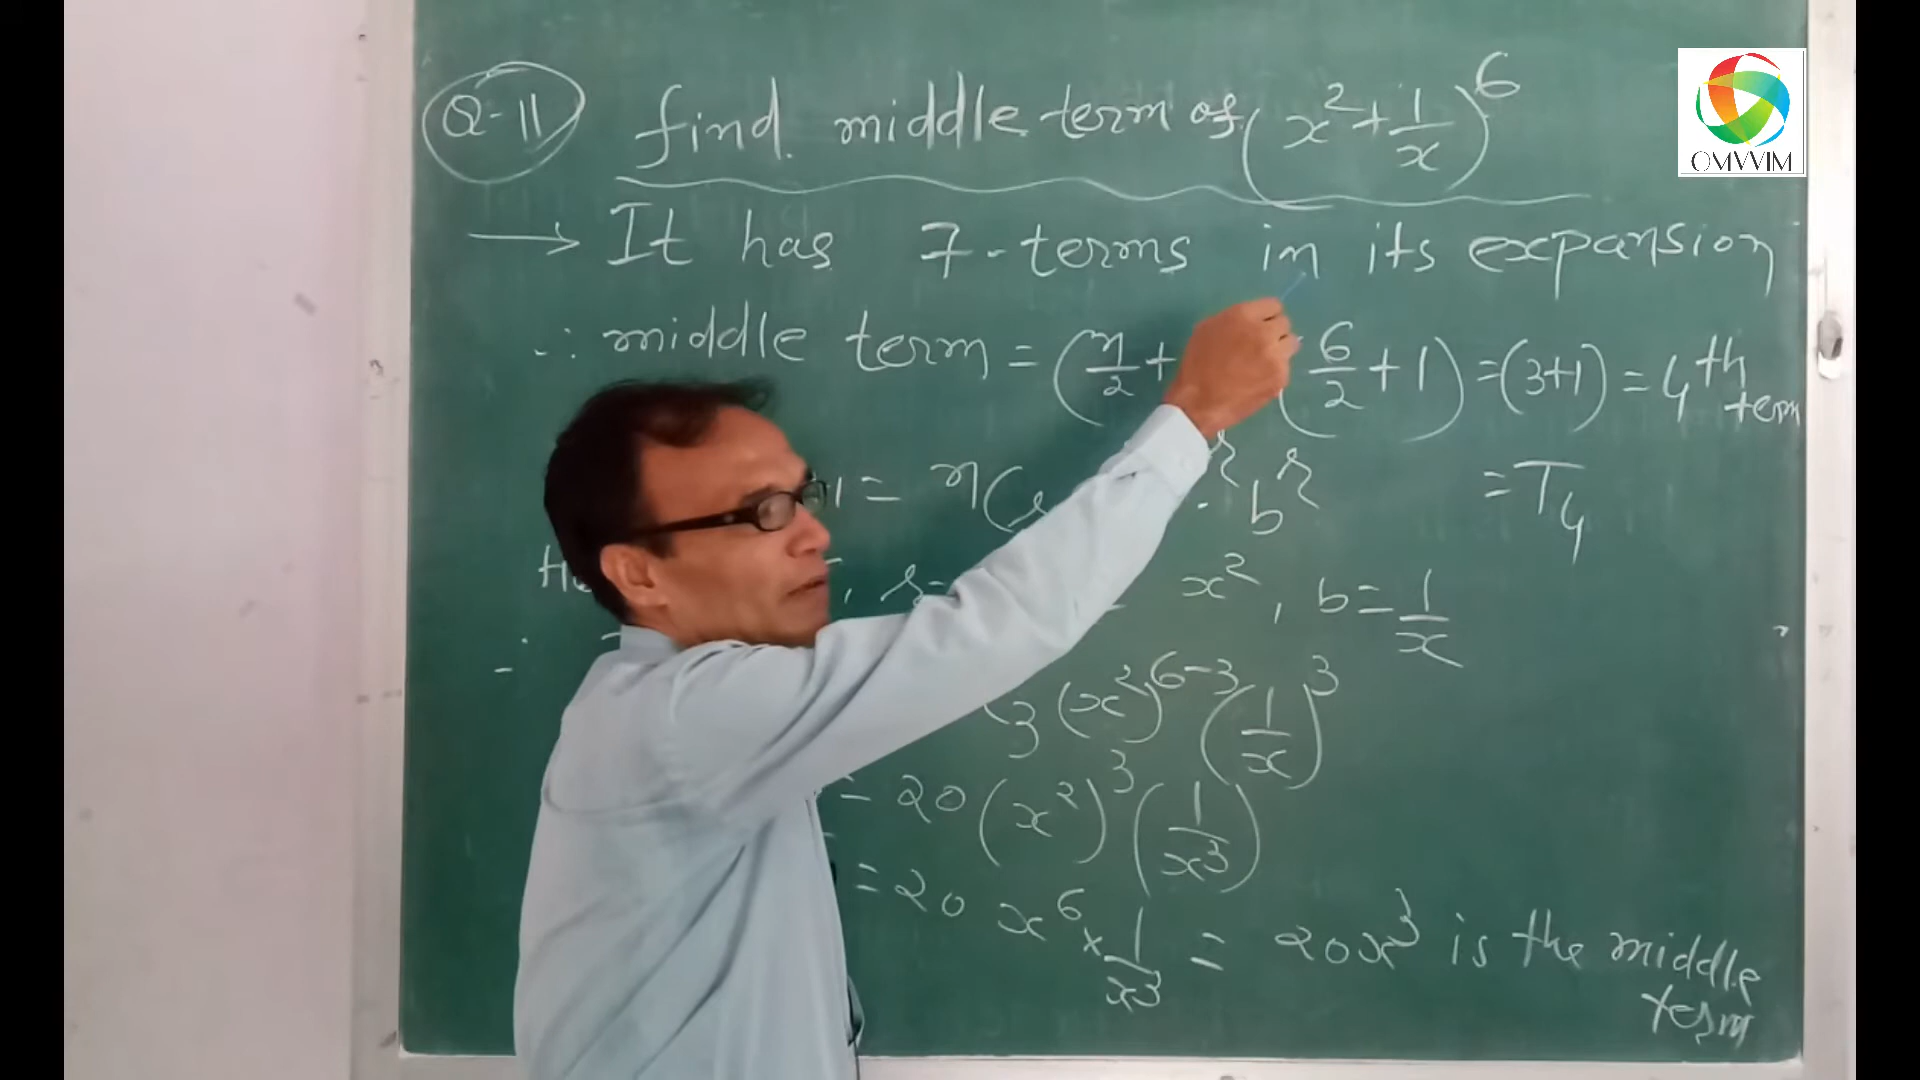 Q-11 find middle term of (x² + 1/x)⁶
OMVVIM
→ It has 7-terms in its expansion
∴ middle term = (n/2 + (6/2 + 1) = (3+1) = 4th term
+1 = nCr . b^r = T₄
r = x², b = 1/x
3 (x²)^(6-3) (1/x)³
= 20 (x²)³ (1/x³)
= 20 x⁶ × 1/x³ = 20x³ is the middle term